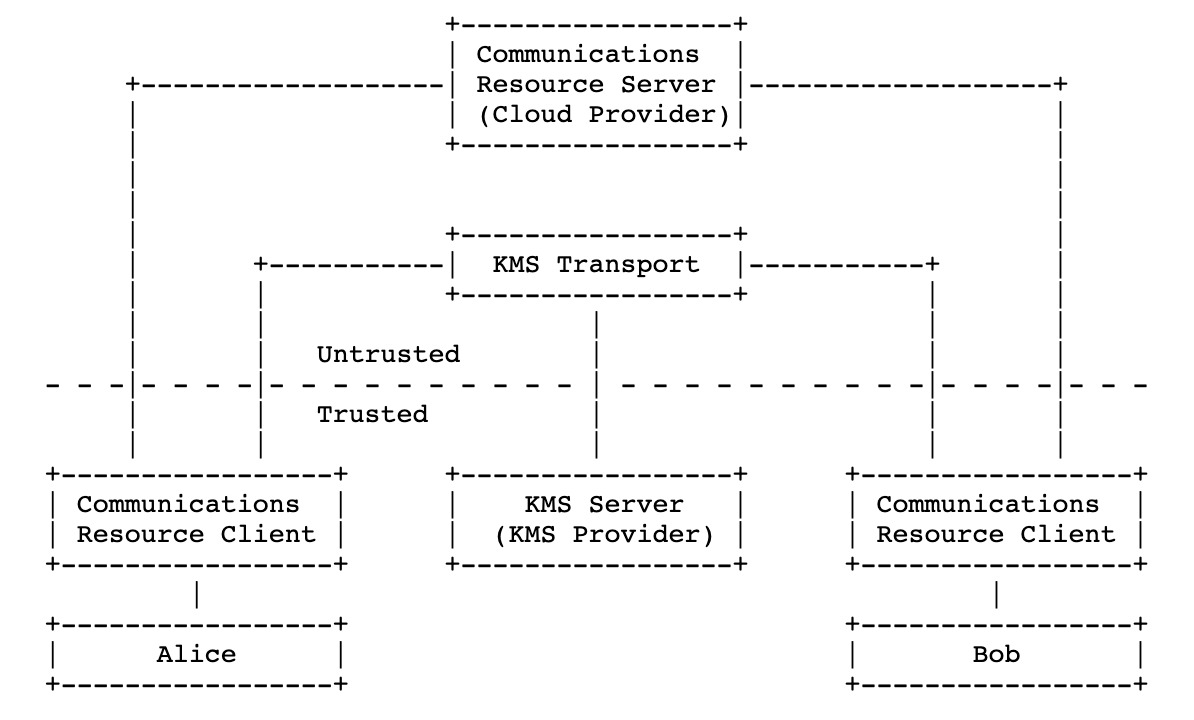 Communications
Resource Server
(Cloud Provider)
KMS Transport
Untrusted
Trusted
Communications
Resource Client
KMS Server
(KMS Provider)
Communications
Resource Client
Alice
Bob